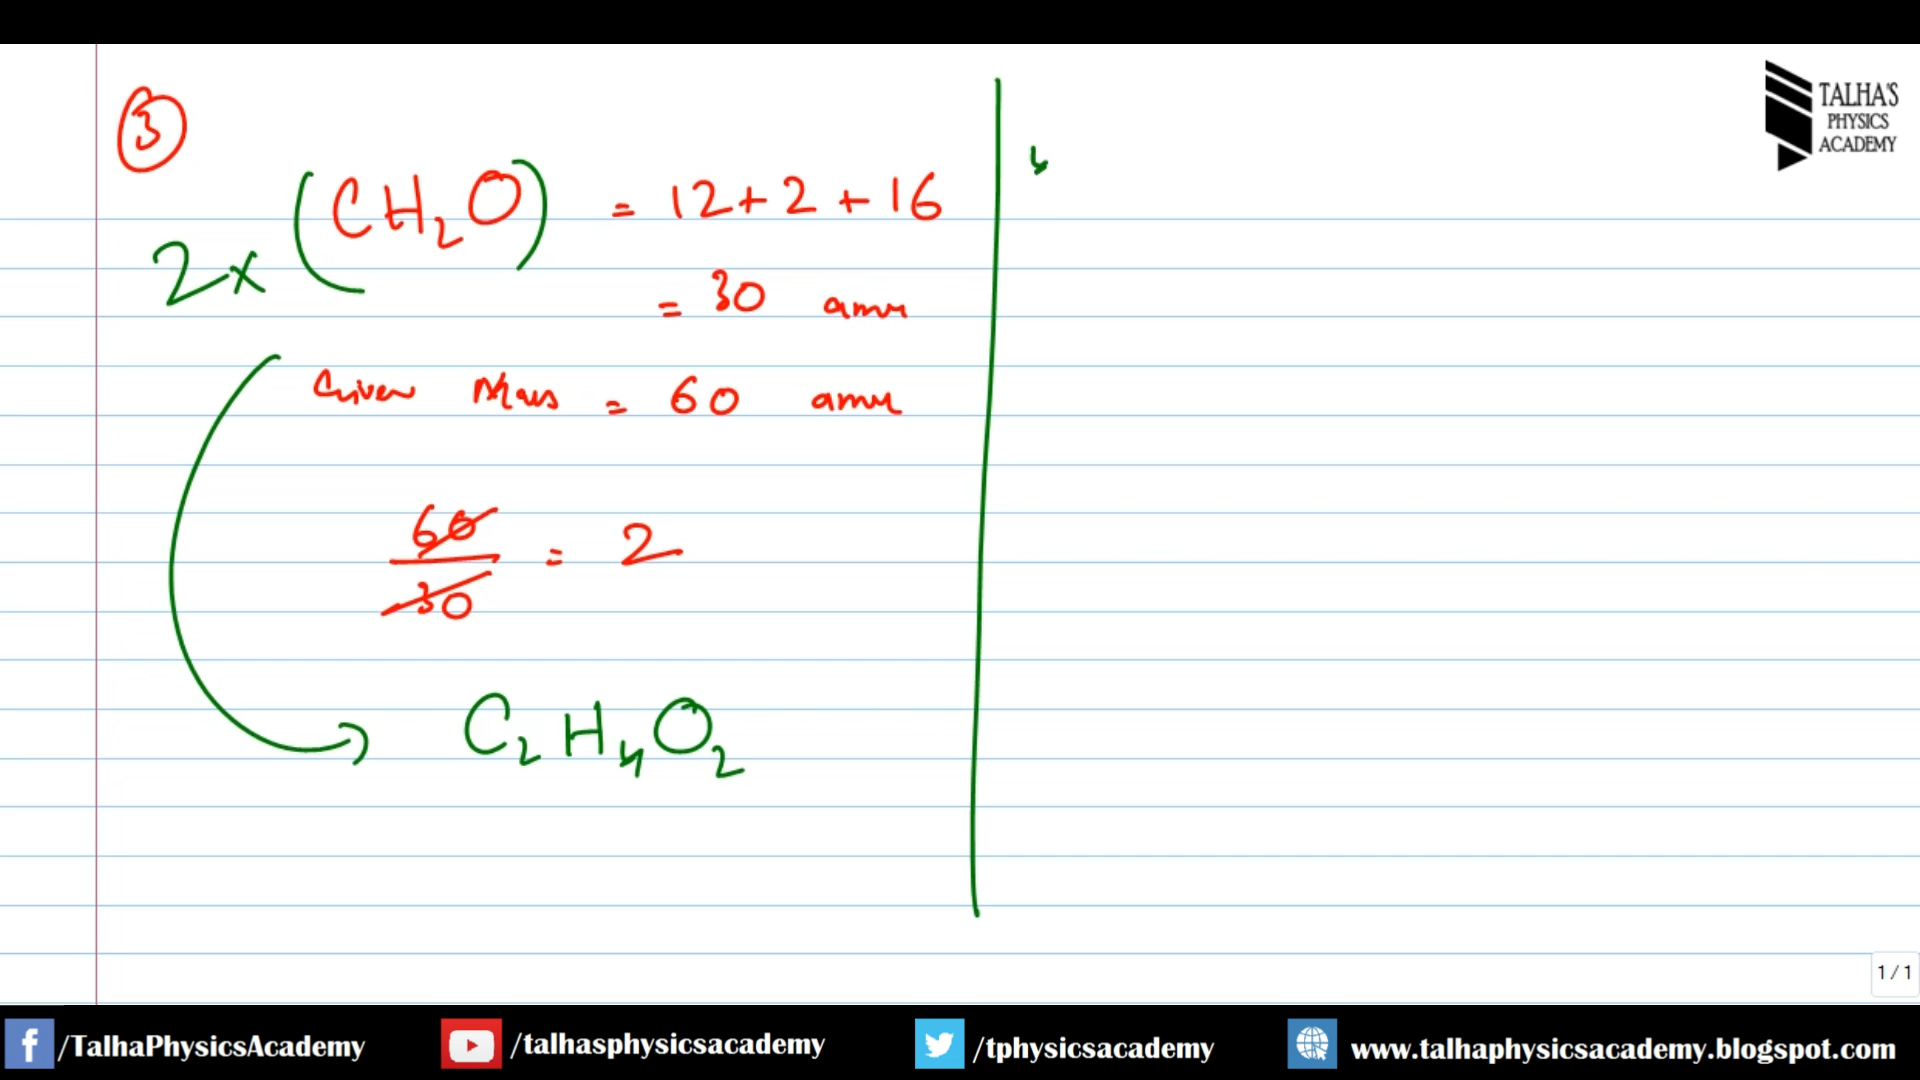 3
2x (CH₂O) = 12 + 2 + 16
= 30 amu
Given Mass = 60 amu
60/30 = 2
C₂H₄O₂
TALHA'S
PHYSICS
ACADEMY
1 / 1
/TalhaPhysicsAcademy
/talhasphysicsacademy
/tphysicsacademy
www.talhaphysicsacademy.blogspot.com